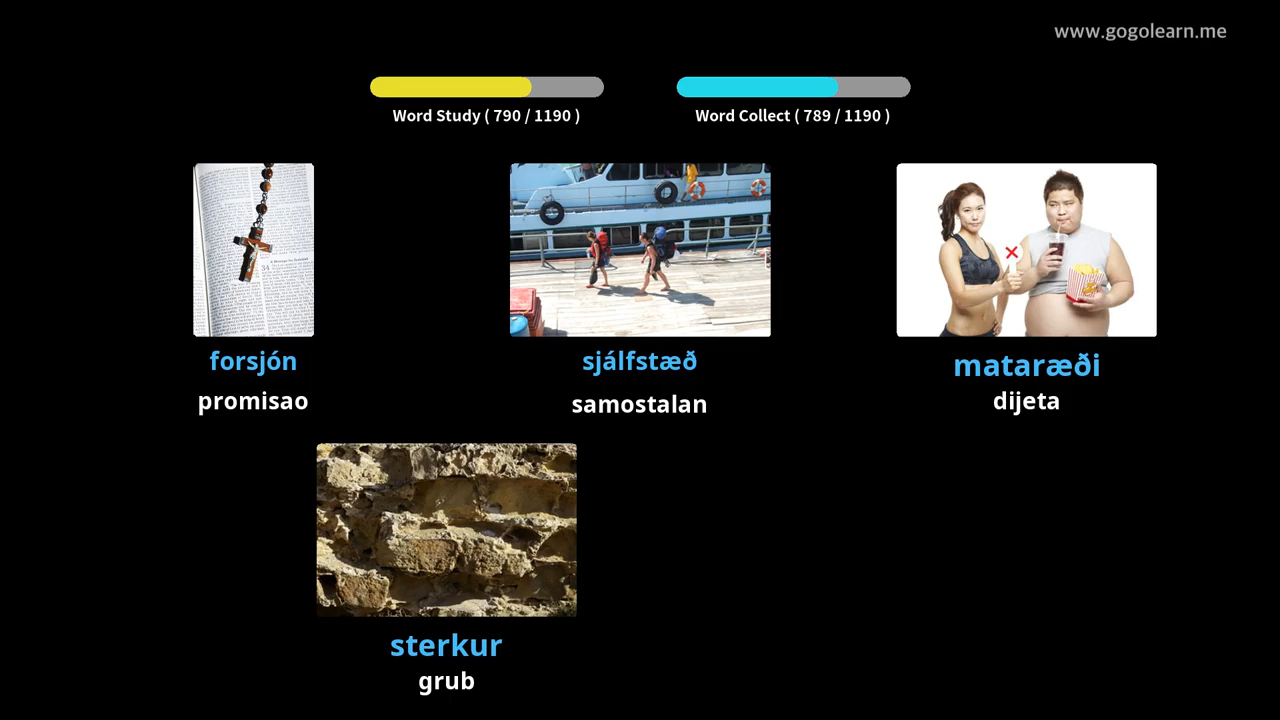 www.gogolearn.me
Word Study ( 790 / 1190 )
Word Collect ( 789 / 1190 )
forsjón
promisao
sjálfstæð
samostalan
mataræði
dijeta
sterkur
grub